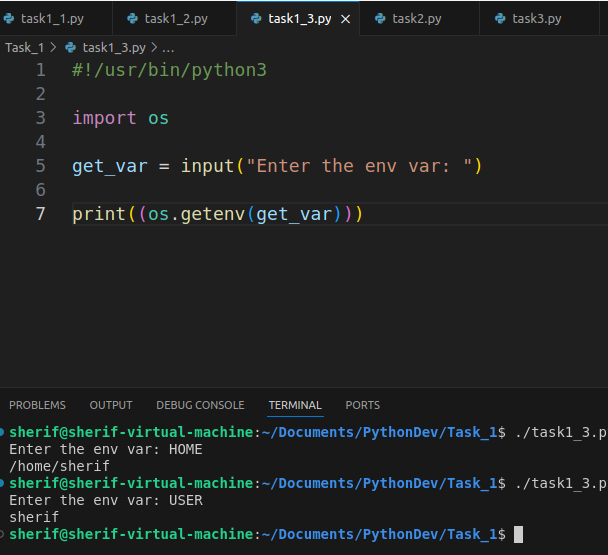 task1_1.py task1_2.py task1_3.py task2.py task3.py
Task_1 > task1_3.py > ...
1 #!/usr/bin/python3
2
3 import os
4
5 get_var = input("Enter the env var: ")
6
7 print((os.getenv(get_var)))
PROBLEMS OUTPUT DEBUG CONSOLE TERMINAL PORTS
sherif@sherif-virtual-machine:~/Documents/PythonDev/Task_1$ ./task1_3.p
Enter the env var: HOME
/home/sherif
sherif@sherif-virtual-machine:~/Documents/PythonDev/Task_1$ ./task1_3.p
Enter the env var: USER
sherif
sherif@sherif-virtual-machine:~/Documents/PythonDev/Task_1$